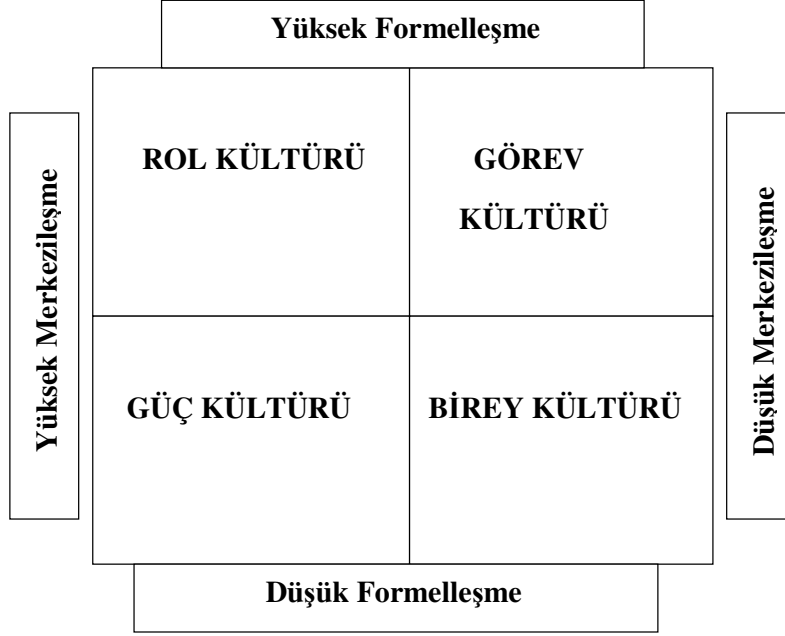 Yüksek Formelleşme
ROL KÜLTÜRÜ
GÖREV
KÜLTÜRÜ
Yüksek Merkezileşme
Düşük Merkezileşme
GÜÇ KÜLTÜRÜ
BİREY KÜLTÜRÜ
Düşük Formelleşme